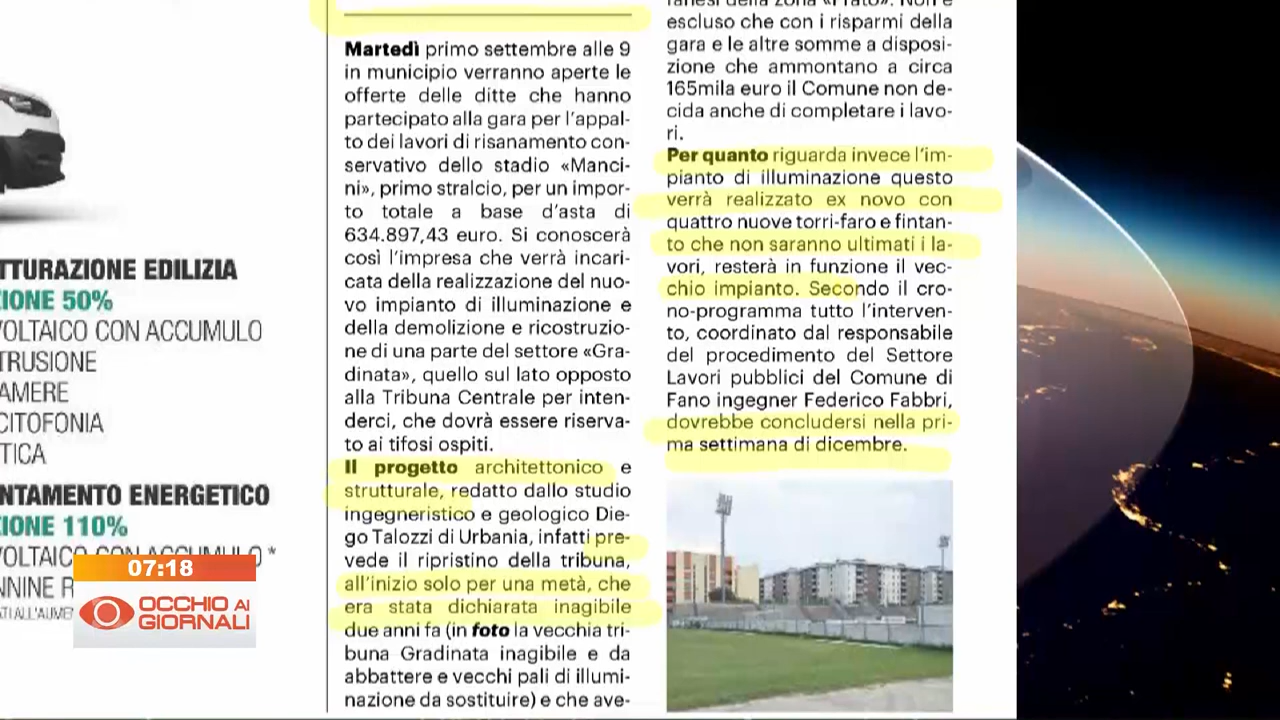 TTURAZIONE EDILIZIA
IONE 50%
VOLTAICO CON ACCUMULO
TRUSIONE
AMERE
CITOFONIA
TICA
NTAMENTO ENERGETICO
IONE 110%
VOLTAICO CON ACCUMULO *
NNINE R
ATI ALL'AUMEN
07:18
OCCHIO AI
GIORNALI
Martedì primo settembre alle 9
in municipio verranno aperte le
offerte delle ditte che hanno
partecipato alla gara per l'appal-
to dei lavori di risanamento con-
servativo dello stadio «Manci-
ni», primo stralcio, per un impor-
to totale a base d'asta di
634.897,43 euro. Si conoscerà
così l'impresa che verrà incari-
cata della realizzazione del nuo-
vo impianto di illuminazione e
della demolizione e ricostruzio-
ne di una parte del settore «Gra-
dinata», quello sul lato opposto
alla Tribuna Centrale per inten-
derci, che dovrà essere riserva-
to ai tifosi ospiti.
Il progetto architettonico e
strutturale, redatto dallo studio
ingegneristico e geologico Die-
go Talozzi di Urbania, infatti pre-
vede il ripristino della tribuna,
all'inizio solo per una metà, che
era stata dichiarata inagibile
due anni fa (in foto la vecchia tri-
buna Gradinata inagibile e da
abbattere e vecchi pali di illumi-
nazione da sostituire) e che ave-
ranesi della zona «Prato». Non è
escluso che con i risparmi della
gara e le altre somme a disposi-
zione che ammontano a circa
165mila euro il Comune non de-
cida anche di completare i lavo-
ri.
Per quanto riguarda invece l'im-
pianto di illuminazione questo
verrà realizzato ex novo con
quattro nuove torri-faro e fintan-
to che non saranno ultimati i la-
vori, resterà in funzione il vec-
chio impianto. Secondo il cro-
no-programma tutto l'interven-
to, coordinato dal responsabile
del procedimento del Settore
Lavori pubblici del Comune di
Fano ingegner Federico Fabbri,
dovrebbe concludersi nella pri-
ma settimana di dicembre.